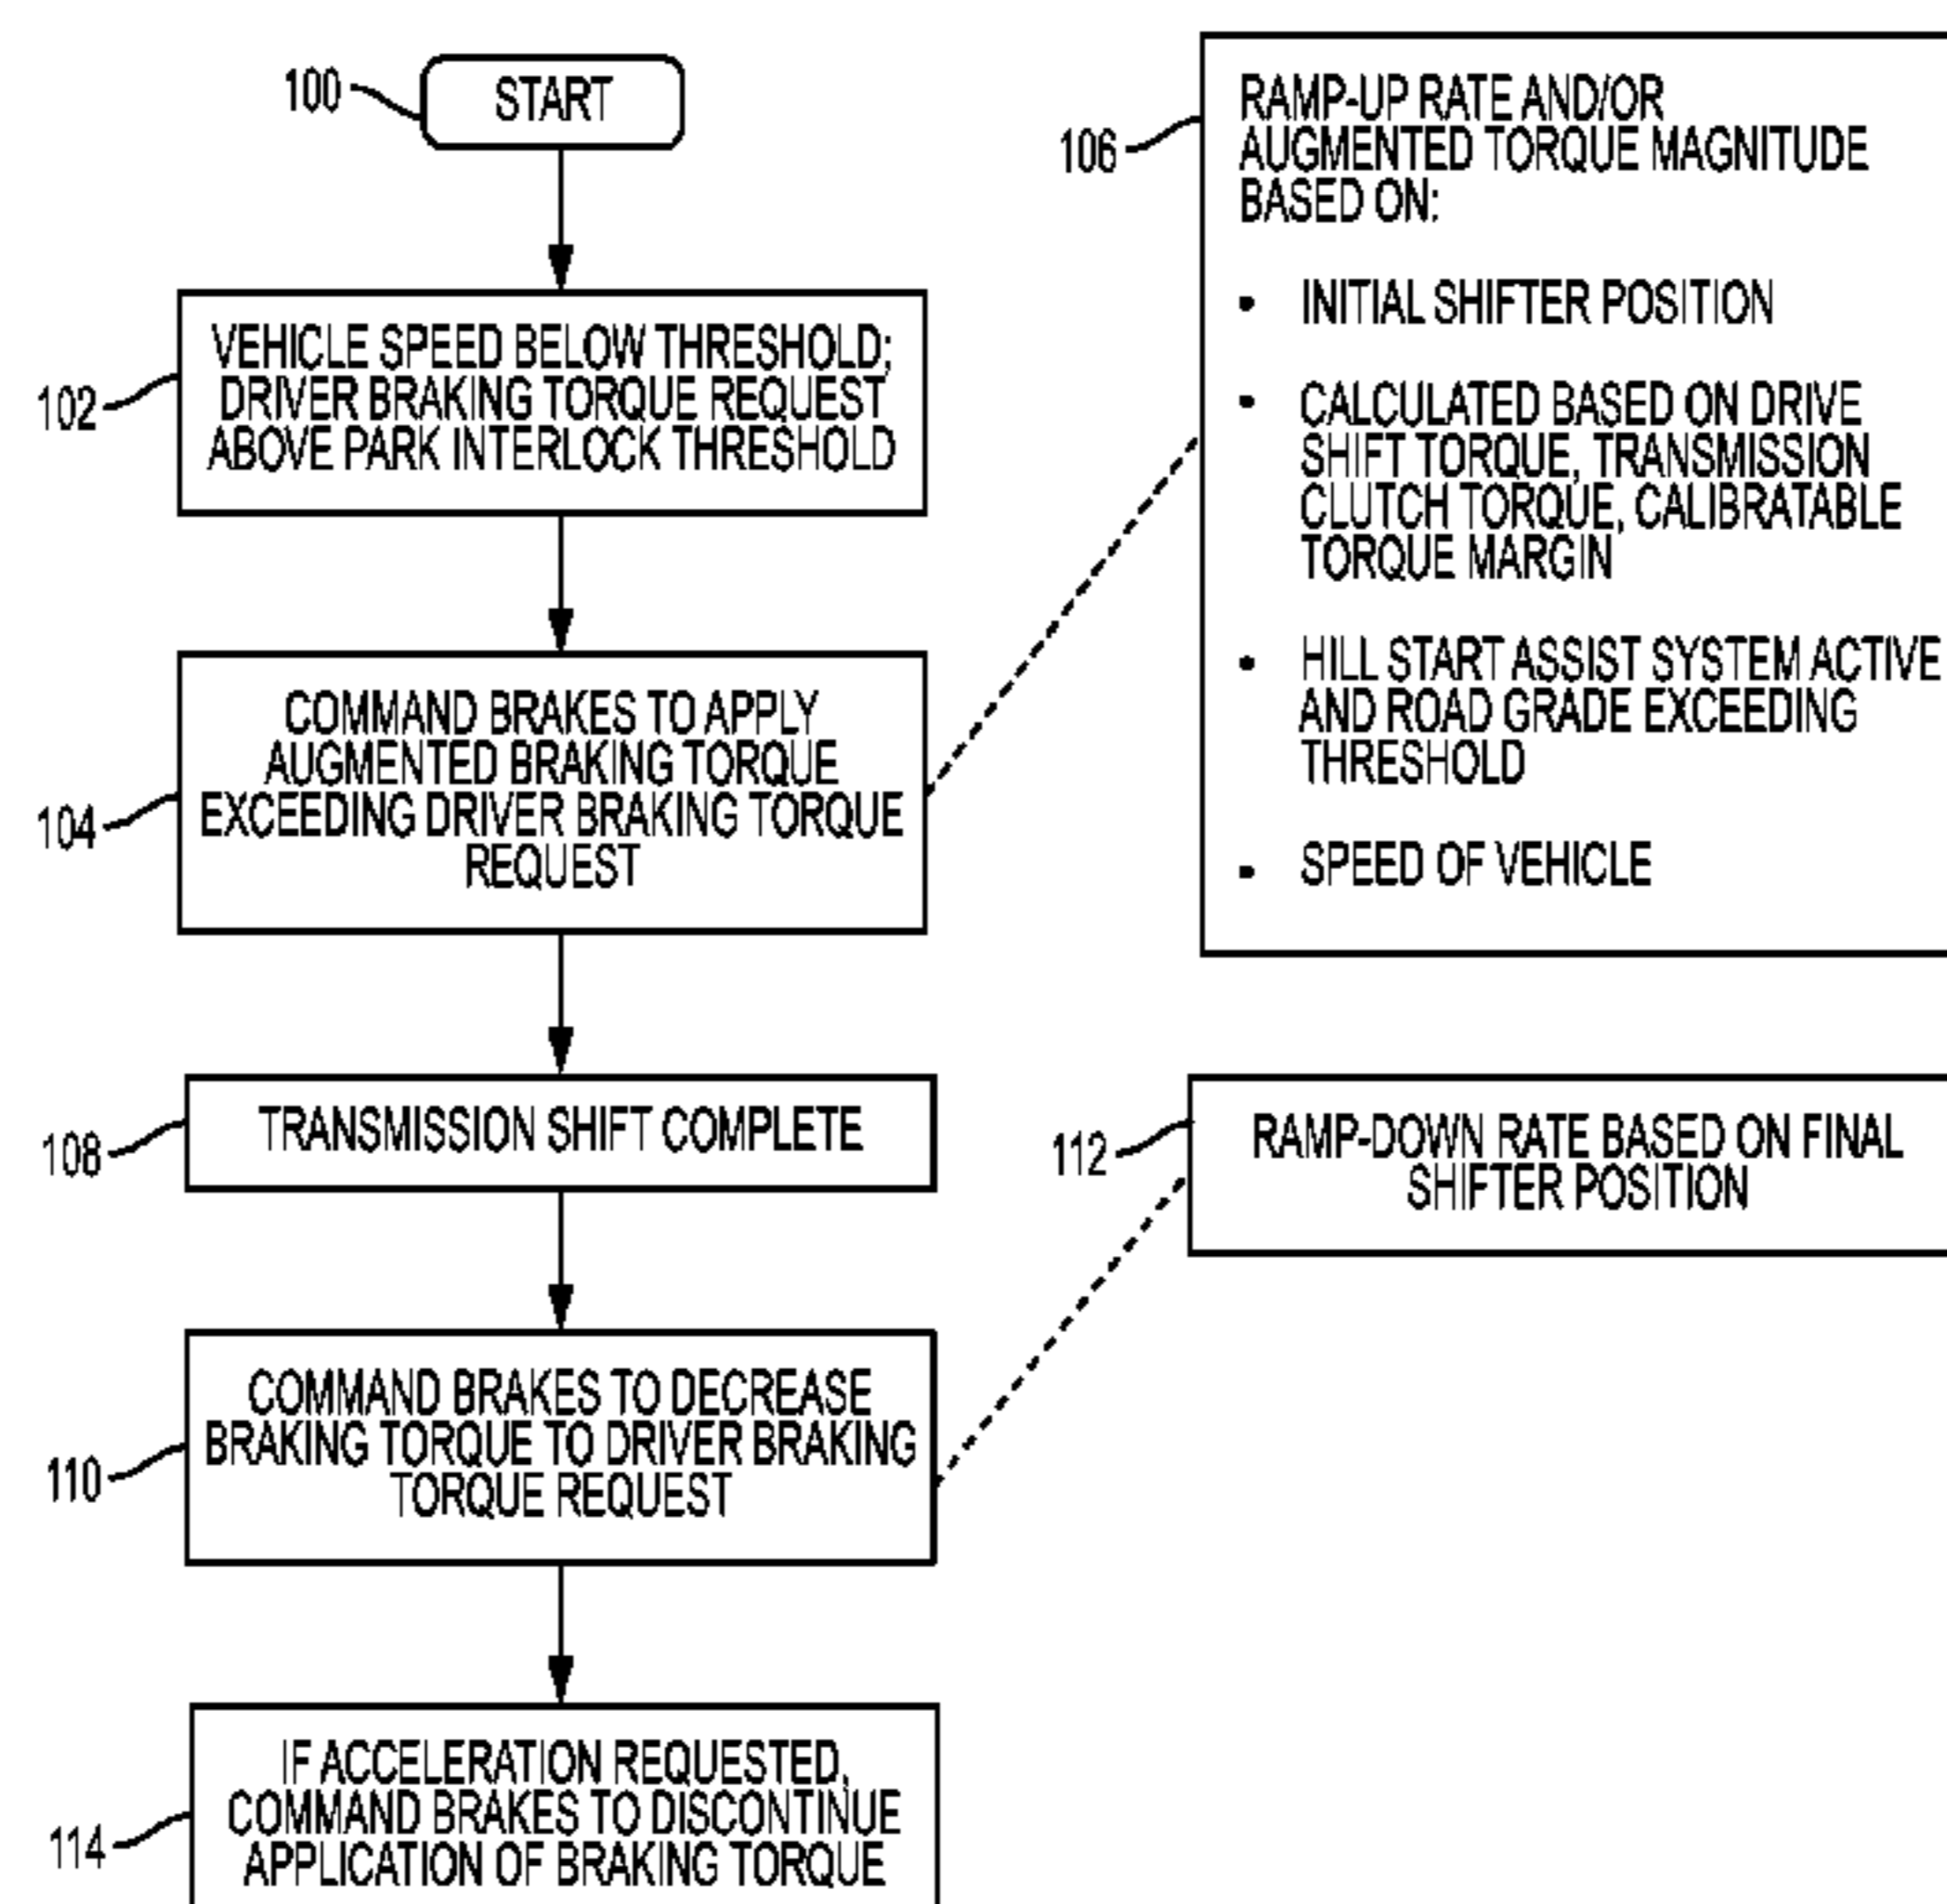 100
START
102
VEHICLE SPEED BELOW THRESHOLD;
DRIVER BRAKING TORQUE REQUEST
ABOVE PARK INTERLOCK THRESHOLD
104
COMMAND BRAKES TO APPLY
AUGMENTED BRAKING TORQUE
EXCEEDING DRIVER BRAKING TORQUE
REQUEST
106
RAMP-UP RATE AND/OR
AUGMENTED TORQUE MAGNITUDE
BASED ON:
• INITIAL SHIFTER POSITION
• CALCULATED BASED ON DRIVE
SHIFT TORQUE, TRANSMISSION
CLUTCH TORQUE, CALIBRATABLE
TORQUE MARGIN
• HILL START ASSIST SYSTEM ACTIVE
AND ROAD GRADE EXCEEDING
THRESHOLD
• SPEED OF VEHICLE
108
TRANSMISSION SHIFT COMPLETE
110
COMMAND BRAKES TO DECREASE
BRAKING TORQUE TO DRIVER BRAKING
TORQUE REQUEST
112
RAMP-DOWN RATE BASED ON FINAL
SHIFTER POSITION
114
IF ACCELERATION REQUESTED,
COMMAND BRAKES TO DISCONTINUE
APPLICATION OF BRAKING TORQUE